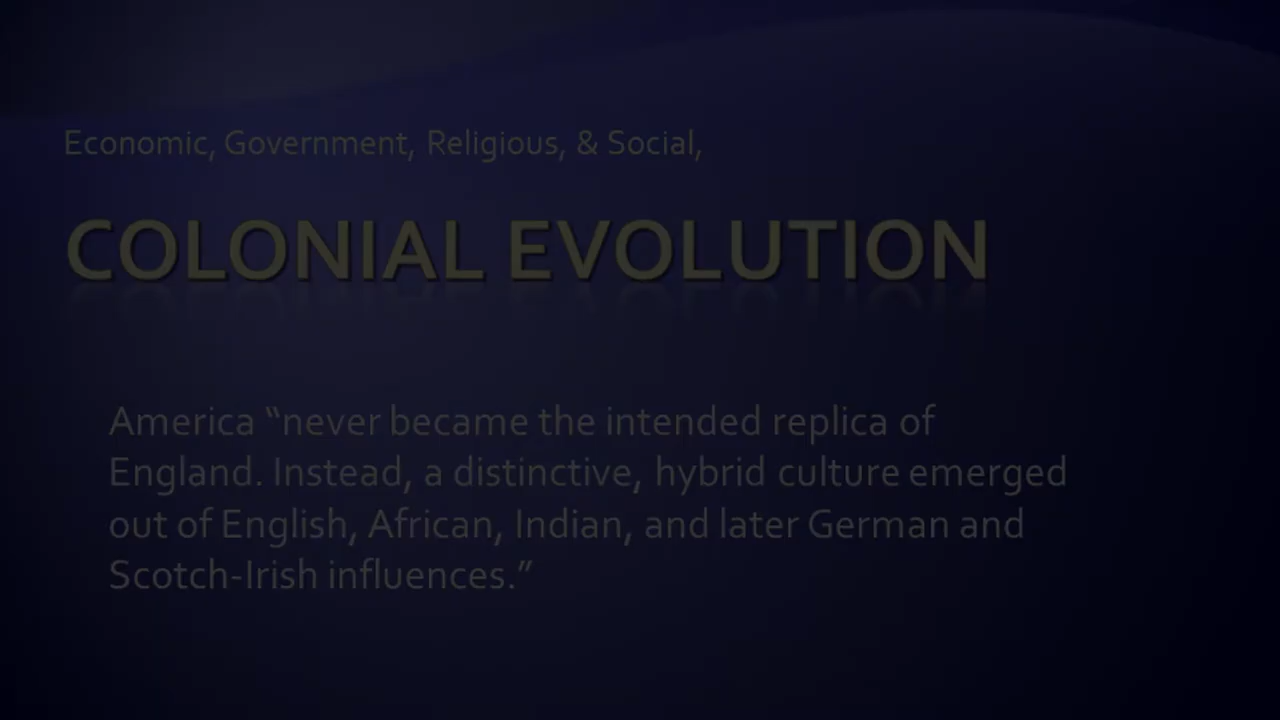 Economic, Government, Religious, & Social,
COLONIAL EVOLUTION
America “never became the intended replica of
England. Instead, a distinctive, hybrid culture emerged
out of English, African, Indian, and later German and
Scotch-Irish influences.”